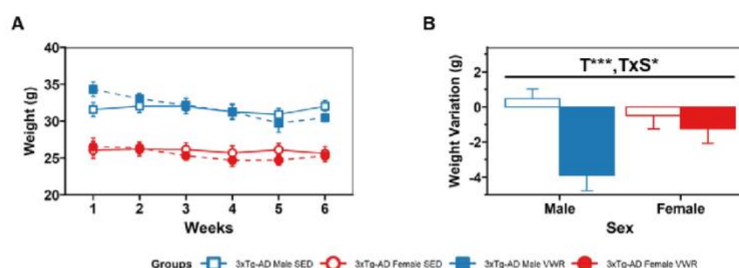 A
B
Weight (g)
40
35
30
25
20
1 2 3 4 5 6
Weeks
Weight Variation (g)
2
0
-2
-4
T***,TxS*
Male Female
Sex
Groups 3xTg-AD Male SED 3xTg-AD Female SED 3xTg-AD Male VWR 3xTg-AD Female VWR